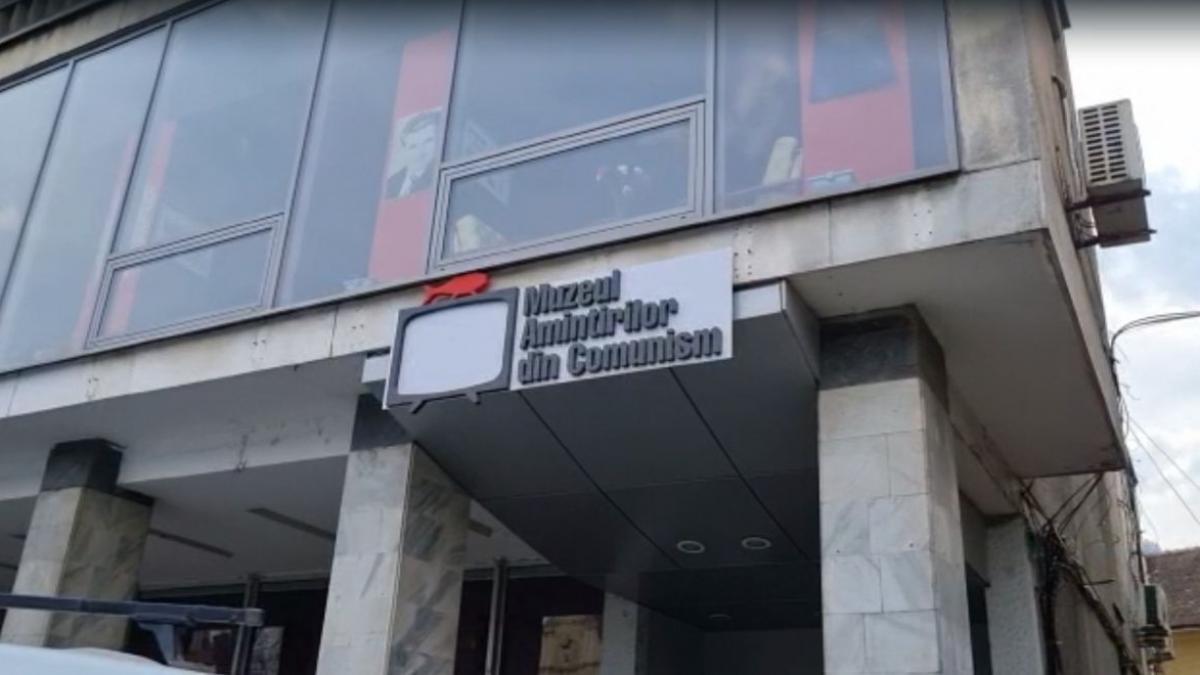 Muzeul
Amintirilor
din Comunism